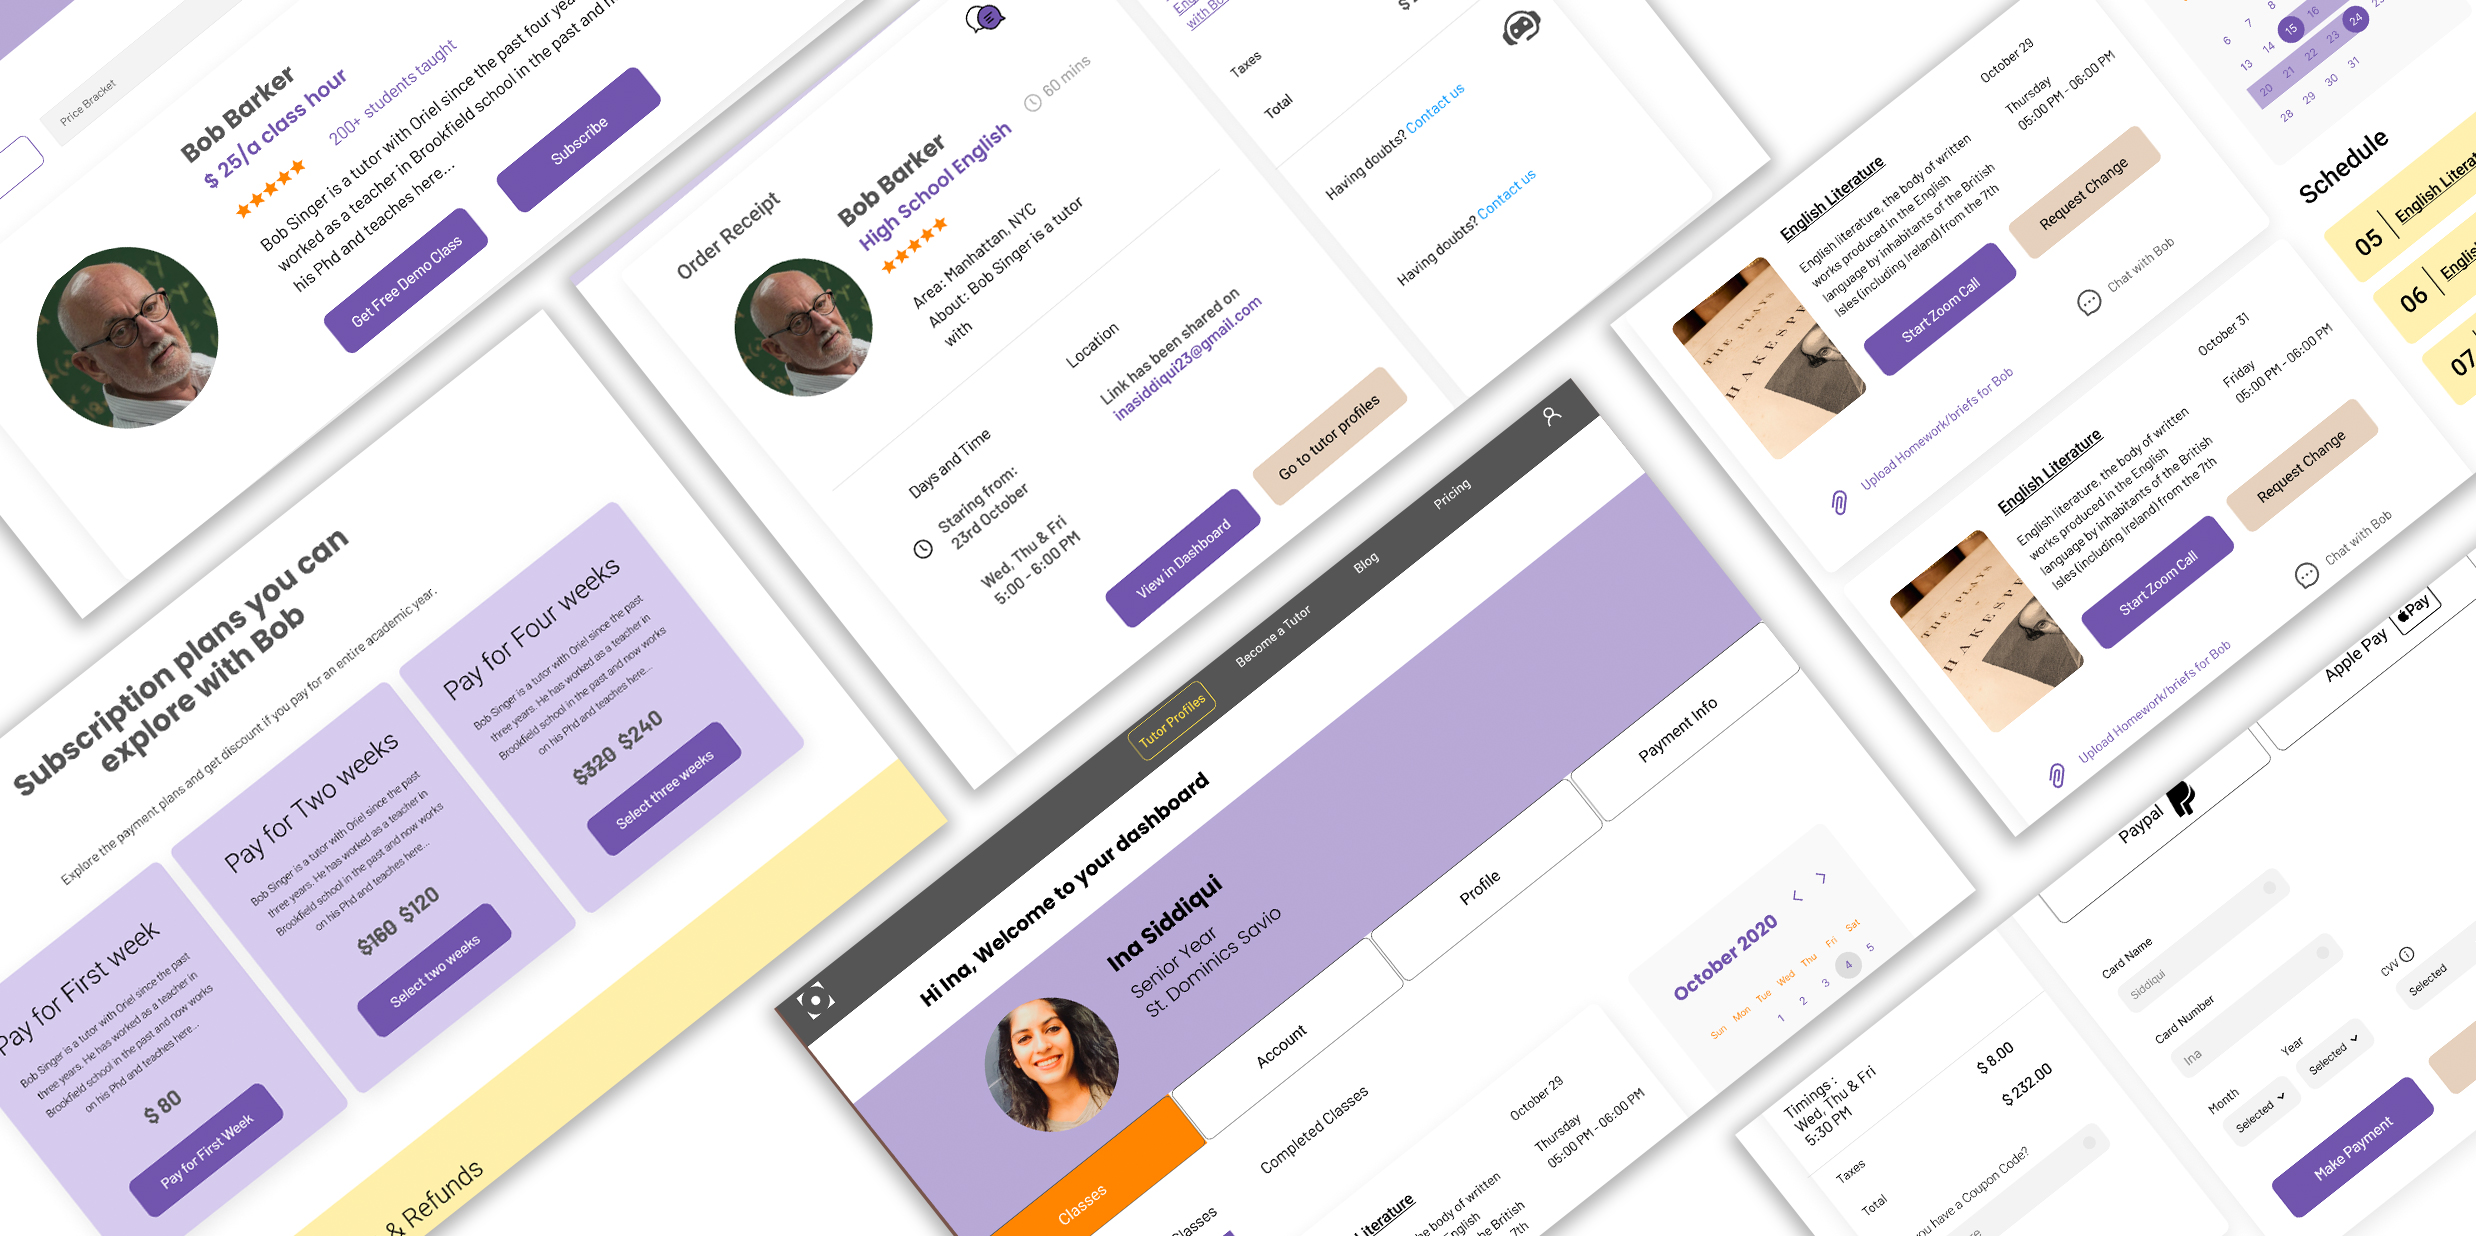 Price Bracket
Bob Barker
$ 25/a class hour
200+ students taught
Bob Singer is a tutor with Oriel since the past four
worked as a teacher in Brookfield school in the past and
his Phd and teaches here...
Get Free Demo Class
Subscribe
Subscription plans you can
explore with Bob
Explore the payment plans and get discount if you pay for an entire academic year.
Pay for First week
Bob Singer is a tutor with Oriel since the past
three years. He has worked as a teacher in
Brookfield school in the past and now works
on his Phd and teaches here...
$ 80
Pay for First Week
Pay for Two weeks
Bob Singer is a tutor with Oriel since the past
three years. He has worked as a teacher in
Brookfield school in the past and now works
on his Phd and teaches here...
$160 $120
Select two weeks
Pay for Four weeks
Bob Singer is a tutor with Oriel since the past
three years. He has worked as a teacher in
Brookfield school in the past and now works
on his Phd and teaches here...
$320 $240
Select three weeks
& Refunds
Order Receipt
Bob Barker
High School English
60 mins
Area: Manhattan, NYC
About: Bob Singer is a tutor
with
Days and Time
Staring from:
23rd October
Wed, Thu & Fri
5:00 - 6:00 PM
Location
Link has been shared on
inasiddiqui23@gmail.com
View in Dashboard
Go to tutor profiles
with
Taxes
Total
Having doubts? Contact us
Having doubts? Contact us
Tutor Profiles
Become a Tutor
Blog
Pricing
Hi Ina, Welcome to your dashboard
Ina Siddiqui
Senior Year
St. Dominics Savio
Classes
Account
Profile
Payment Info
Completed Classes
October 29
Thursday
05:00 PM - 06:00 PM
Literature
he body of written
English
he British
7th
October 2020
Sun Mon Tue Wed Thu Fri Sat
1 2 3 4 5
English Literature
English literature, the body of written
works produced in the English
language by inhabitants of the British
Isles (including Ireland) from the 7th
October 29
Thursday
05:00 PM - 06:00 PM
Start Zoom Call
Request Change
Upload Homework/briefs for Bob
Chat with Bob
English Literature
English literature, the body of written
works produced in the English
language by inhabitants of the British
Isles (including Ireland) from the 7th
October 31
Friday
05:00 PM - 06:00 PM
Start Zoom Call
Request Change
Upload Homework/briefs for Bob
Chat with Bob
THE PLAYS
6 7 8
13 14 15 16
20 21 22 23 24
28 29 30 31
Schedule
05 English
06 English
07
Paypal
Apple Pay
Pay
Card Name
Siddiqui
Card Number
Ina
CVV
Selected
Month
Selected
Year
Selected
Make Payment
Timings :
Wed, Thu & Fri
5:30 PM
$ 8.00
$ 232.00
Taxes
Total
you have a Coupon Code?